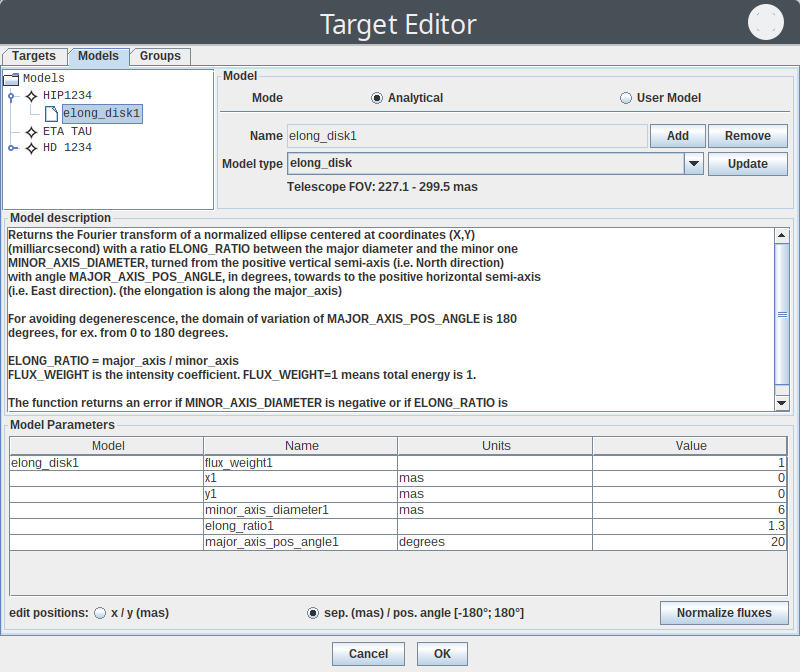 Target Editor
Targets Models Groups
Models
HIP1234
elong_disk1
ETA TAU
HD 1234
Model
Mode Analytical User Model
Name elong_disk1 Add Remove
Model type elong_disk Update
Telescope FOV: 227.1 - 299.5 mas
Model description
Returns the Fourier transform of a normalized ellipse centered at coordinates (X,Y)
(milliarcsecond) with a ratio ELONG_RATIO between the major diameter and the minor one
MINOR_AXIS_DIAMETER, turned from the positive vertical semi-axis (i.e. North direction)
with angle MAJOR_AXIS_POS_ANGLE, in degrees, towards to the positive horizontal semi-axis
(i.e. East direction). (the elongation is along the major_axis)
For avoiding degenerescence, the domain of variation of MAJOR_AXIS_POS_ANGLE is 180
degrees, for ex. from 0 to 180 degrees.
ELONG_RATIO = major_axis / minor_axis
FLUX_WEIGHT is the intensity coefficient. FLUX_WEIGHT=1 means total energy is 1.
The function returns an error if MINOR_AXIS_DIAMETER is negative or if ELONG_RATIO is
Model Parameters
Model Name Units Value
elong_disk1 flux_weight1 1
x1 mas 0
y1 mas 0
minor_axis_diameter1 mas 6
elong_ratio1 1.3
major_axis_pos_angle1 degrees 20
edit positions: x / y (mas) sep. (mas) / pos. angle [-180°; 180°] Normalize fluxes
Cancel OK